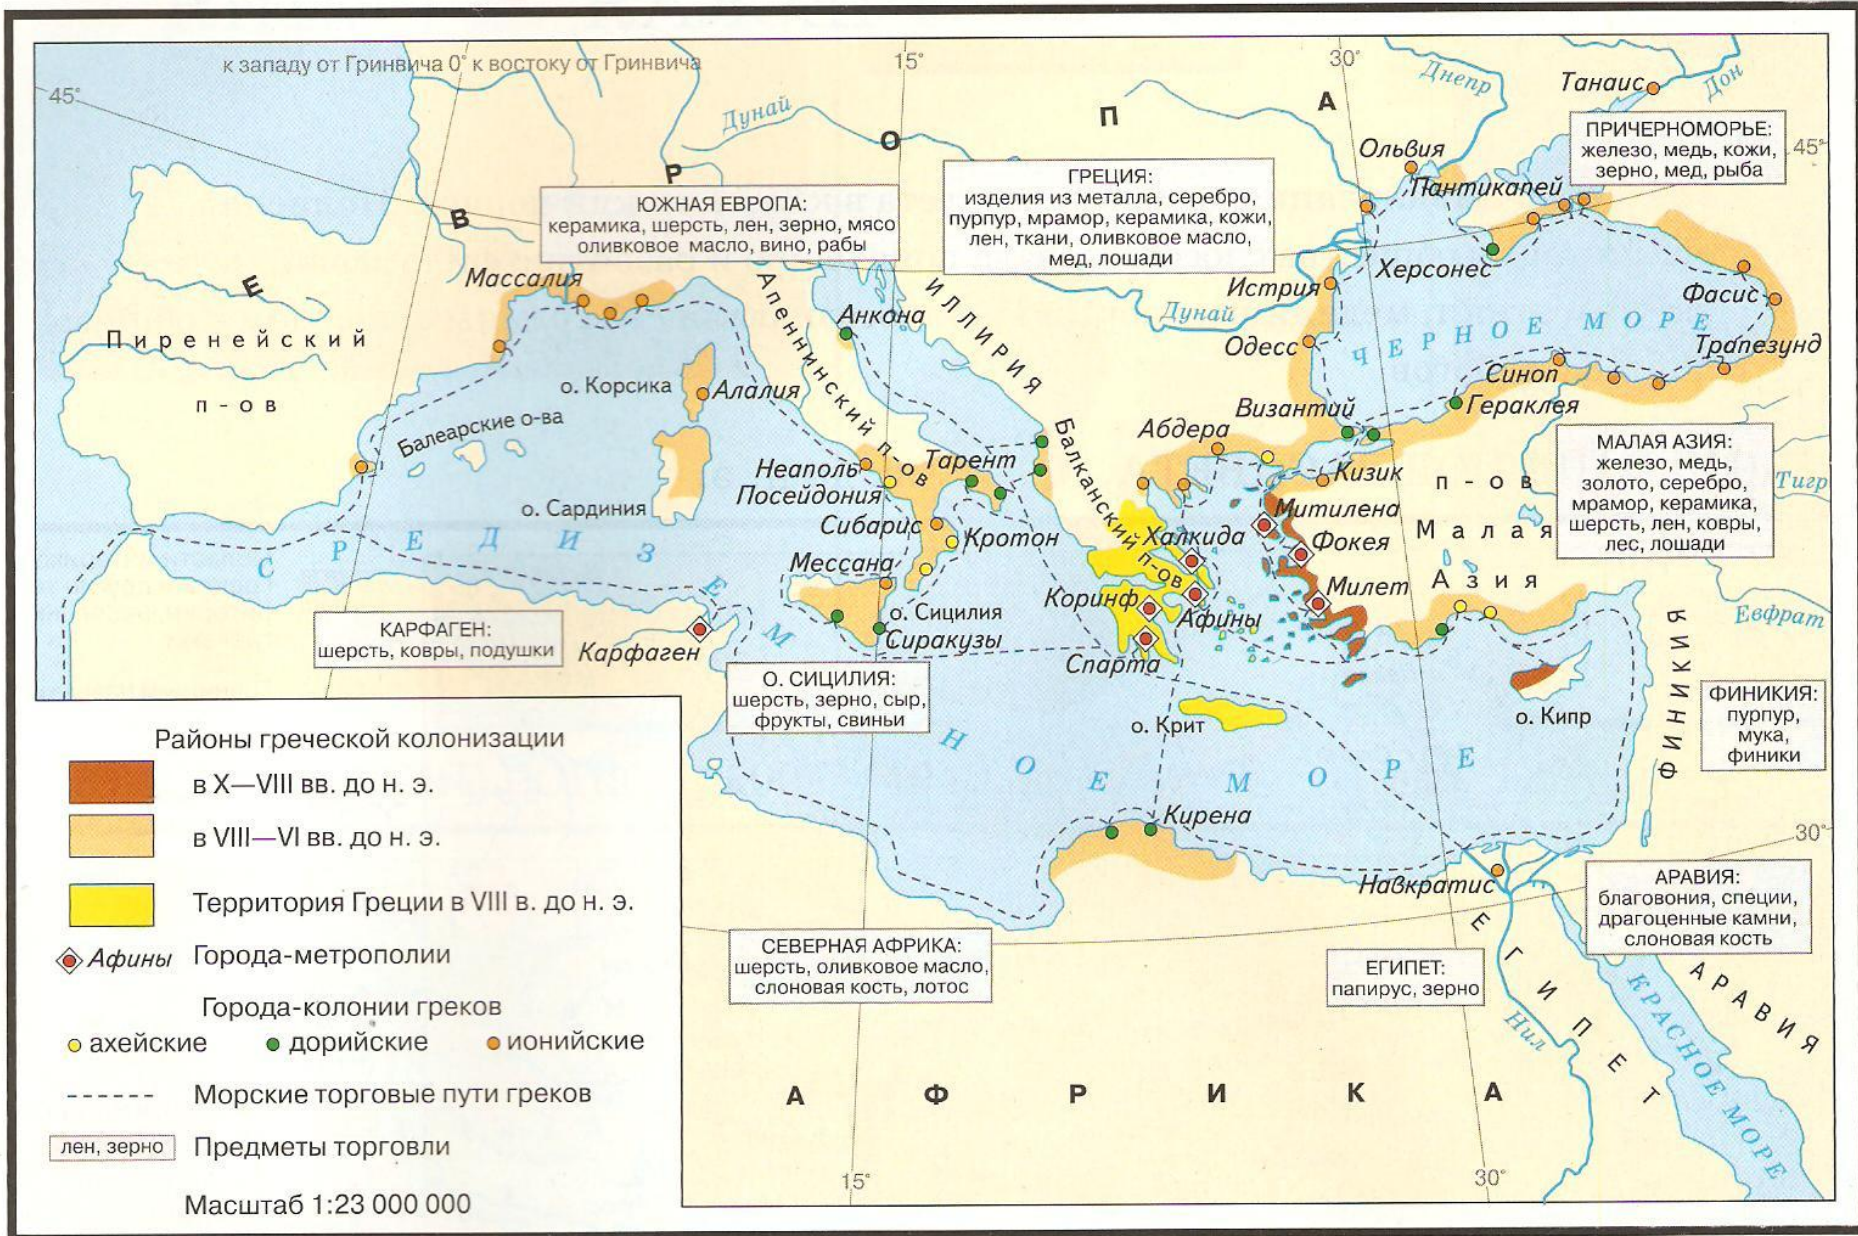 к западу от Гринвича 0° к востоку от Гринвича
15°
30°
45°
45°
Е В Р О П А
Дунай
Днепр
Дон
Танаис
ПРИЧЕРНОМОРЬЕ:
железо, медь, кожи,
зерно, мед, рыба
Ольвия
Пантикапей
ГРЕЦИЯ:
изделия из металла, серебро,
пурпур, мрамор, керамика, кожи,
лен, ткани, оливковое масло,
мед, лошади
ЮЖНАЯ ЕВРОПА:
керамика, шерсть, лен, зерно, мясо
оливковое масло, вино, рабы
Массалия
Херсонес
Истрия
Фасис
Дунай
Анкона
ИЛЛИРИЯ
Апеннинский п-ов
Пиренейский
п-ов
ЧЕРНОЕ МОРЕ
Одесс
Трапезунд
Синоп
о. Корсика
Алалия
Гераклея
Византий
Балеарские о-ва
Абдера
Балканский п-ов
МАЛАЯ АЗИЯ:
железо, медь,
золото, серебро,
мрамор, керамика,
шерсть, лен, ковры,
лес, лошади
Неаполь
Тарент
Кизик
п-ов
Малая
Азия
Тигр
Посейдония
о. Сардиния
Сибарис
Кротон
Митилена
Халкида
Фокея
СРЕДИЗЕМНОЕ МОРЕ
Мессана
Милет
Коринф
Афины
о. Сицилия
Сиракузы
Евфрат
КАРФАГЕН:
шерсть, ковры, подушки
Карфаген
Спарта
ФИНИКИЯ
О. СИЦИЛИЯ:
шерсть, зерно, сыр,
фрукты, свиньи
о. Крит
о. Кипр
ФИНИКИЯ:
пурпур,
мука,
финики
Кирена
30°
Навкратис
АРАВИЯ:
благовония, специи,
драгоценные камни,
слоновая кость
СЕВЕРНАЯ АФРИКА:
шерсть, оливковое масло,
слоновая кость, лотос
ЕГИПЕТ:
папирус, зерно
ЕГИПЕТ
Нил
КРАСНОЕ МОРЕ
АРАВИЯ
АФРИКА
15°
30°
Районы греческой колонизации
в X—VIII вв. до н. э.
в VIII—VI вв. до н. э.
Территория Греции в VIII в. до н. э.
Афины Города-метрополии
Города-колонии греков
ахейские дорийские ионийские
Морские торговые пути греков
лен, зерно Предметы торговли
Масштаб 1:23 000 000